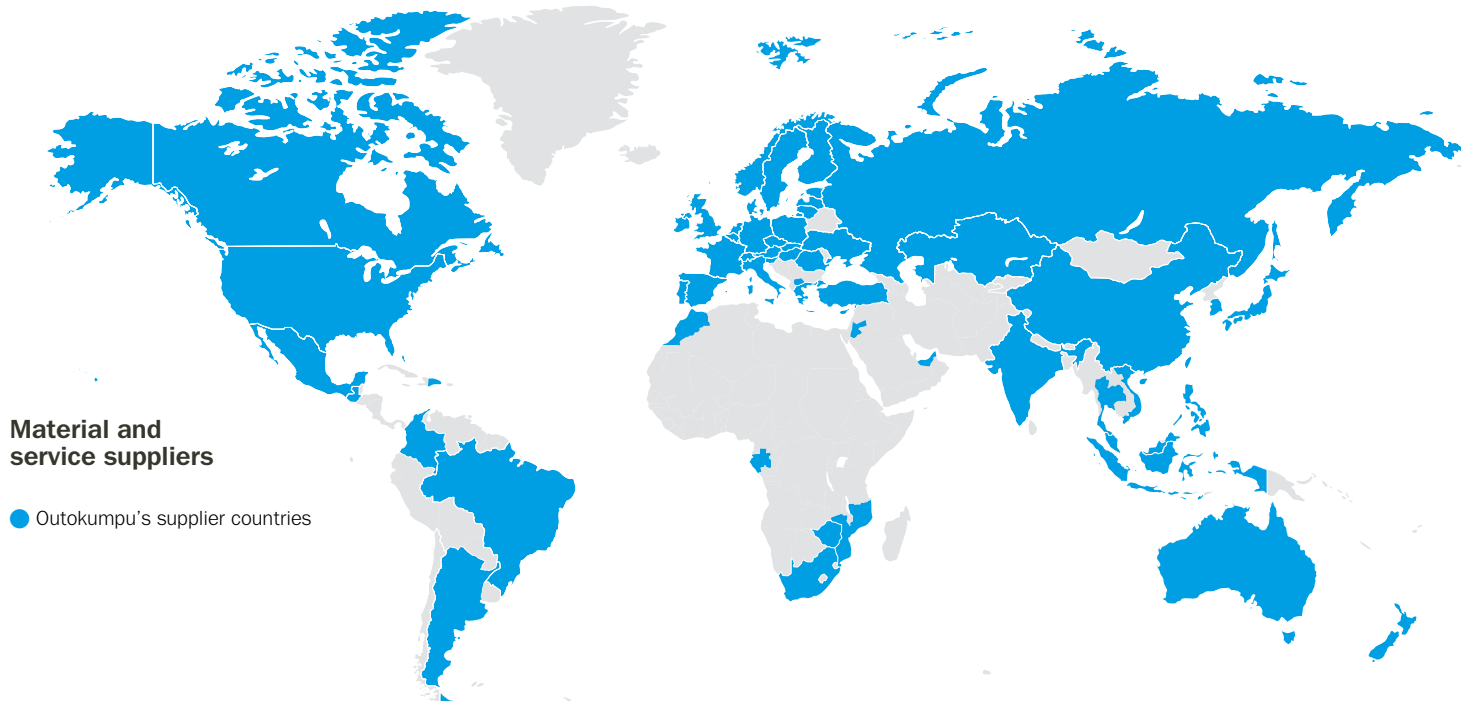 Material and
service suppliers
Outokumpu’s supplier countries